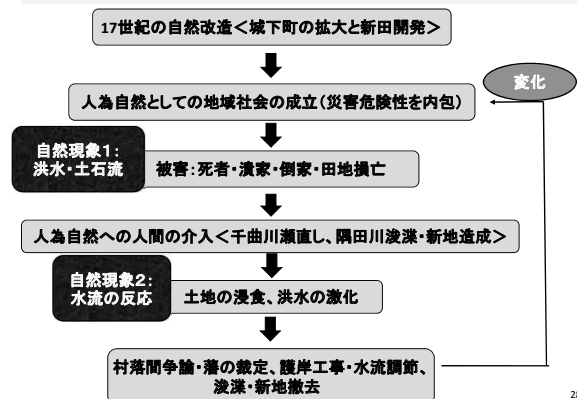 17世紀の自然改造＜城下町の拡大と新田開発＞
変化
人為自然としての地域社会の成立（災害危険性を内包）
自然現象1：
洪水・土石流
被害：死者・潰家・倒家・田地損亡
人為自然への人間の介入＜千曲川瀬直し、隅田川浚渫・新地造成＞
自然現象2：
水流の反応
土地の浸食、洪水の激化
村落間争論・藩の裁定、護岸工事・水流調節、
浚渫・新地撤去
28